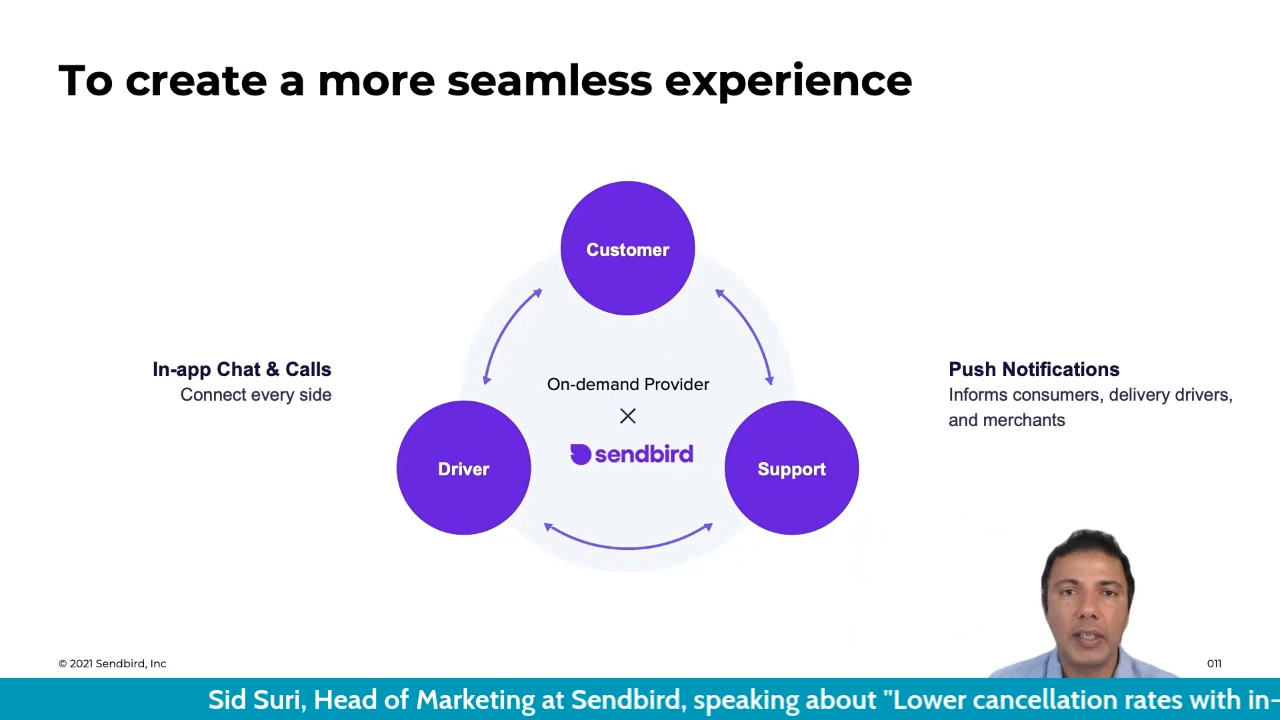 To create a more seamless experience
Customer
In-app Chat & Calls
Connect every side
On-demand Provider
sendbird
Push Notifications
Informs consumers, delivery drivers,
and merchants
Driver
Support
© 2021 Sendbird, Inc
011
Sid Suri, Head of Marketing at Sendbird, speaking about "Lower cancellation rates with in-